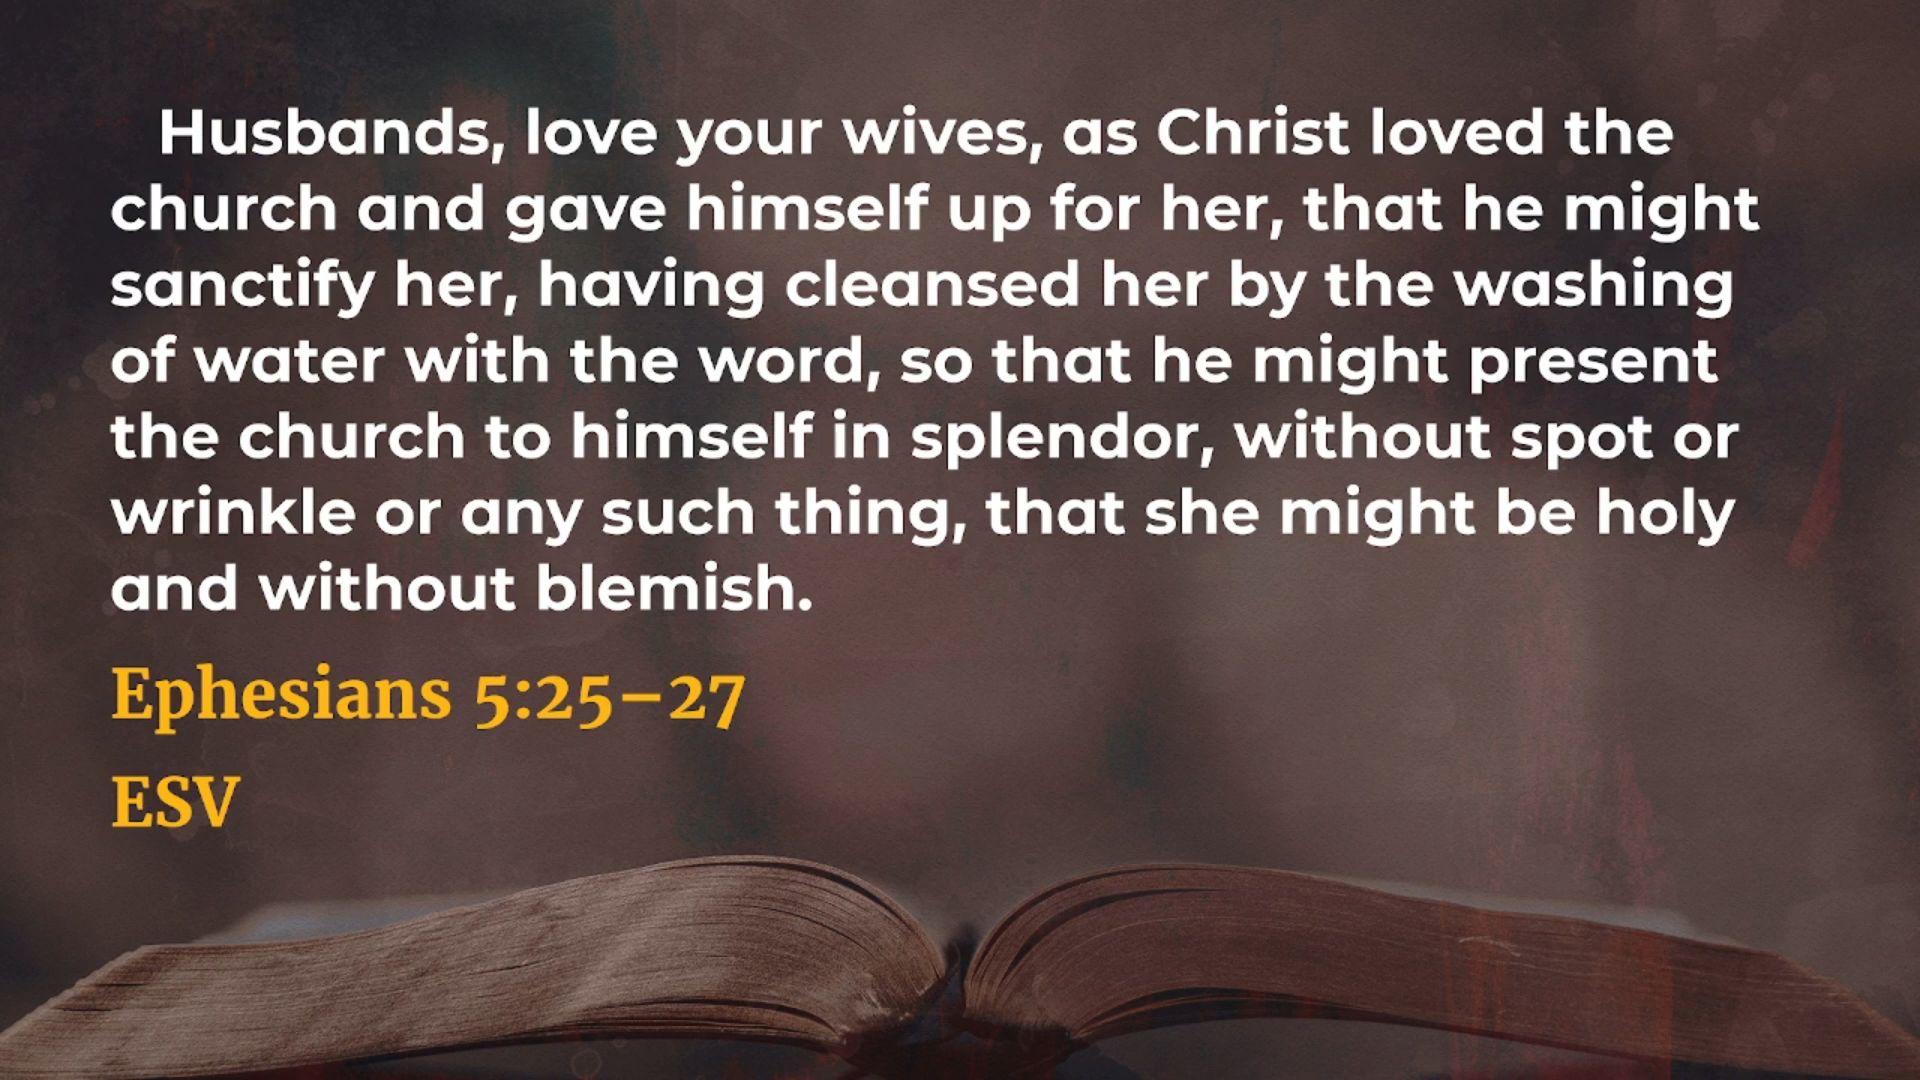 Husbands, love your wives, as Christ loved the
church and gave himself up for her, that he might
sanctify her, having cleansed her by the washing
of water with the word, so that he might present
the church to himself in splendor, without spot or
wrinkle or any such thing, that she might be holy
and without blemish.
Ephesians 5:25–27
ESV